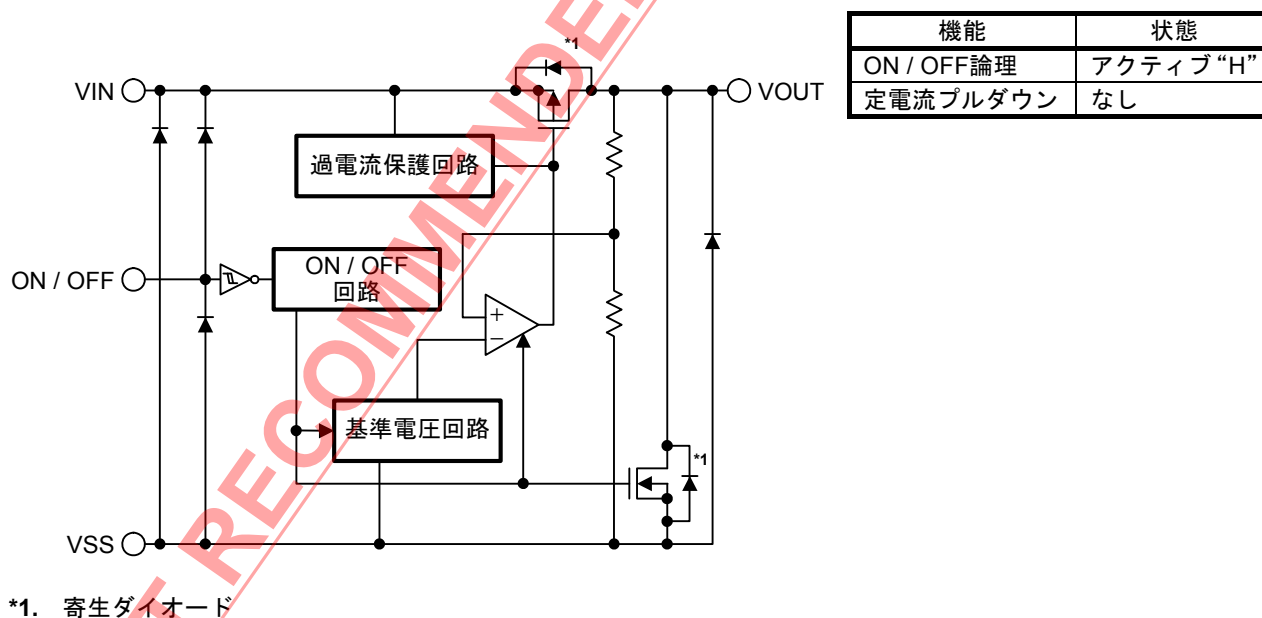 機能 状態
ON / OFF論理 アクティブ“H”
定電流プルダウン なし
*1
VIN
VOUT
過電流保護回路
ON / OFF
ON / OFF
回路
+
−
基準電圧回路
*1
VSS
*1. 寄生ダイオード
RECOMMENDE